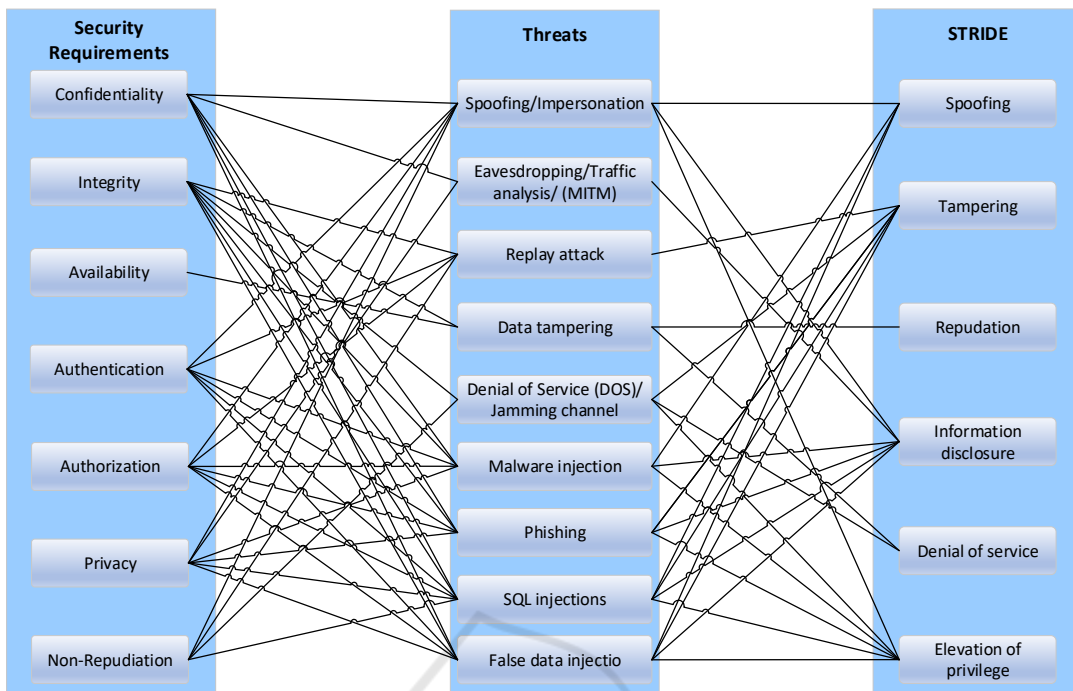 Security
Requirements
Confidentiality
Integrity
Availability
Authentication
Authorization
Privacy
Non-Repudiation
Threats
Spoofing/Impersonation
Eavesdropping/Traffic
analysis/ (MITM)
Replay attack
Data tampering
Denial of Service (DOS)/
Jamming channel
Malware injection
Phishing
SQL injections
False data injectio
STRIDE
Spoofing
Tampering
Repudation
Information
disclosure
Denial of service
Elevation of
privilege